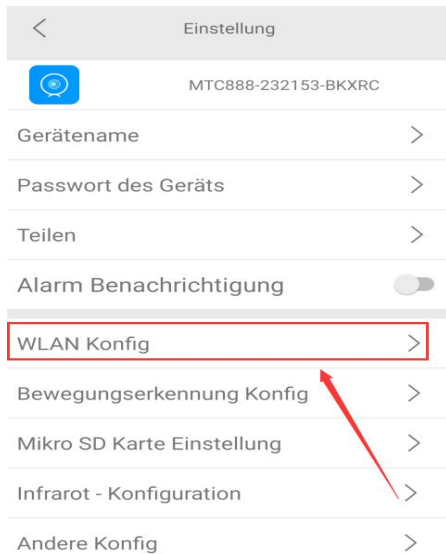 Einstellung
MTC888-232153-BKXRC
Gerätename
Passwort des Geräts
Teilen
Alarm Benachrichtigung
WLAN Konfig
Bewegungserkennung Konfig
Mikro SD Karte Einstellung
Infrarot - Konfiguration
Andere Konfig